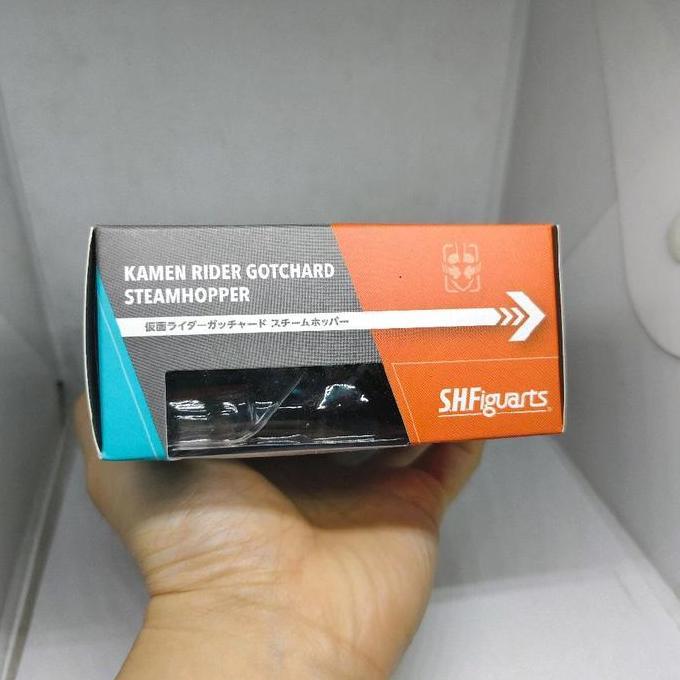 KAMEN RIDER GOTCHARD
STEAMHOPPER
仮面ライダーガッチャード スチームホッパー
S.H.Figuarts